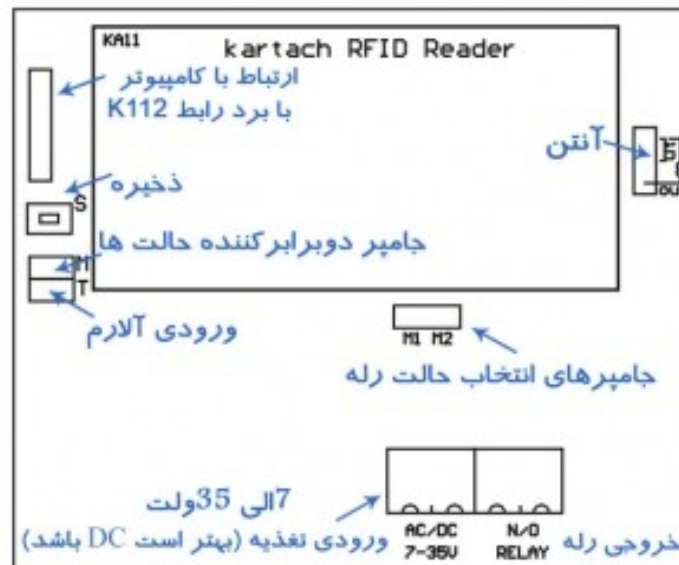 KA11
kartach RFID Reader
ارتباط با کامپیوتر
با برد رابط K112
آنتن
ذخیره
S
جامپر دوبرابر کننده حالت ها
M
T
ورودی آلارم
M1 M2
جامپرهای انتخاب حالت رله
7الی 35ولت
ورودی تغذیه (بهتر است DC باشد)
AC/DC
7-35V
N/O
RELAY
خروجی رله